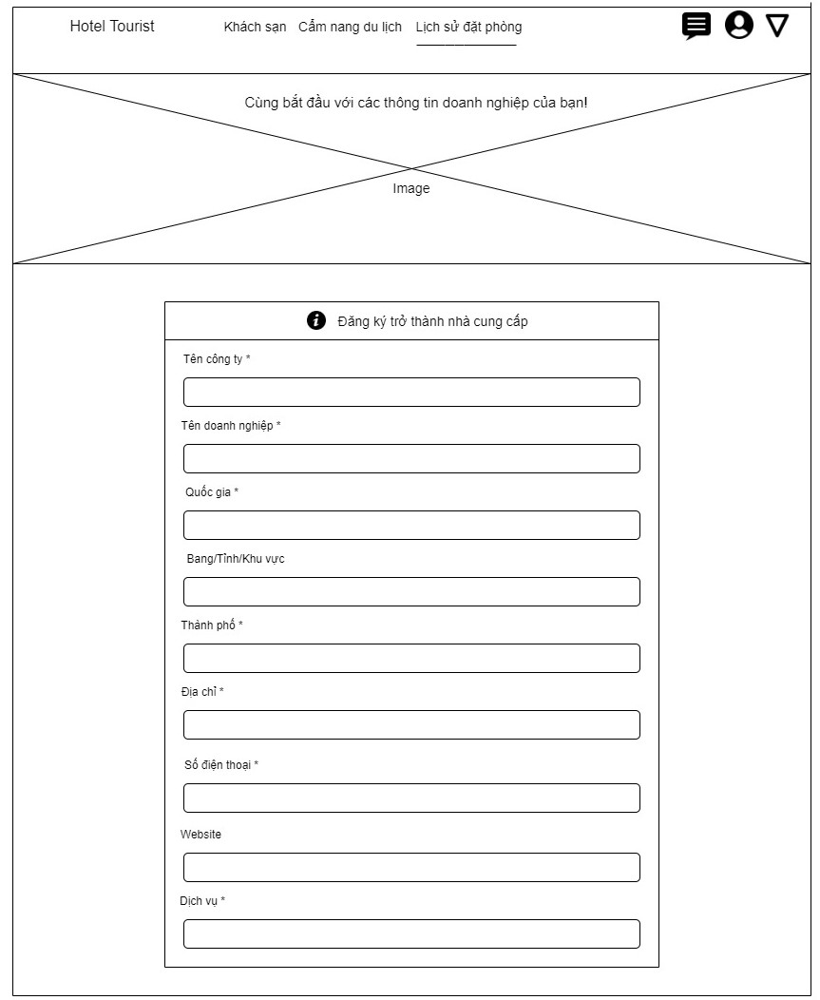 Hotel Tourist Khách sạn Cẩm nang du lịch Lịch sử đặt phòng
Cùng bắt đầu với các thông tin doanh nghiệp của bạn!
Image
Đăng ký trở thành nhà cung cấp
Tên công ty *
Tên doanh nghiệp *
Quốc gia *
Bang/Tỉnh/Khu vực
Thành phố *
Địa chỉ *
Số điện thoại *
Website
Dịch vụ *